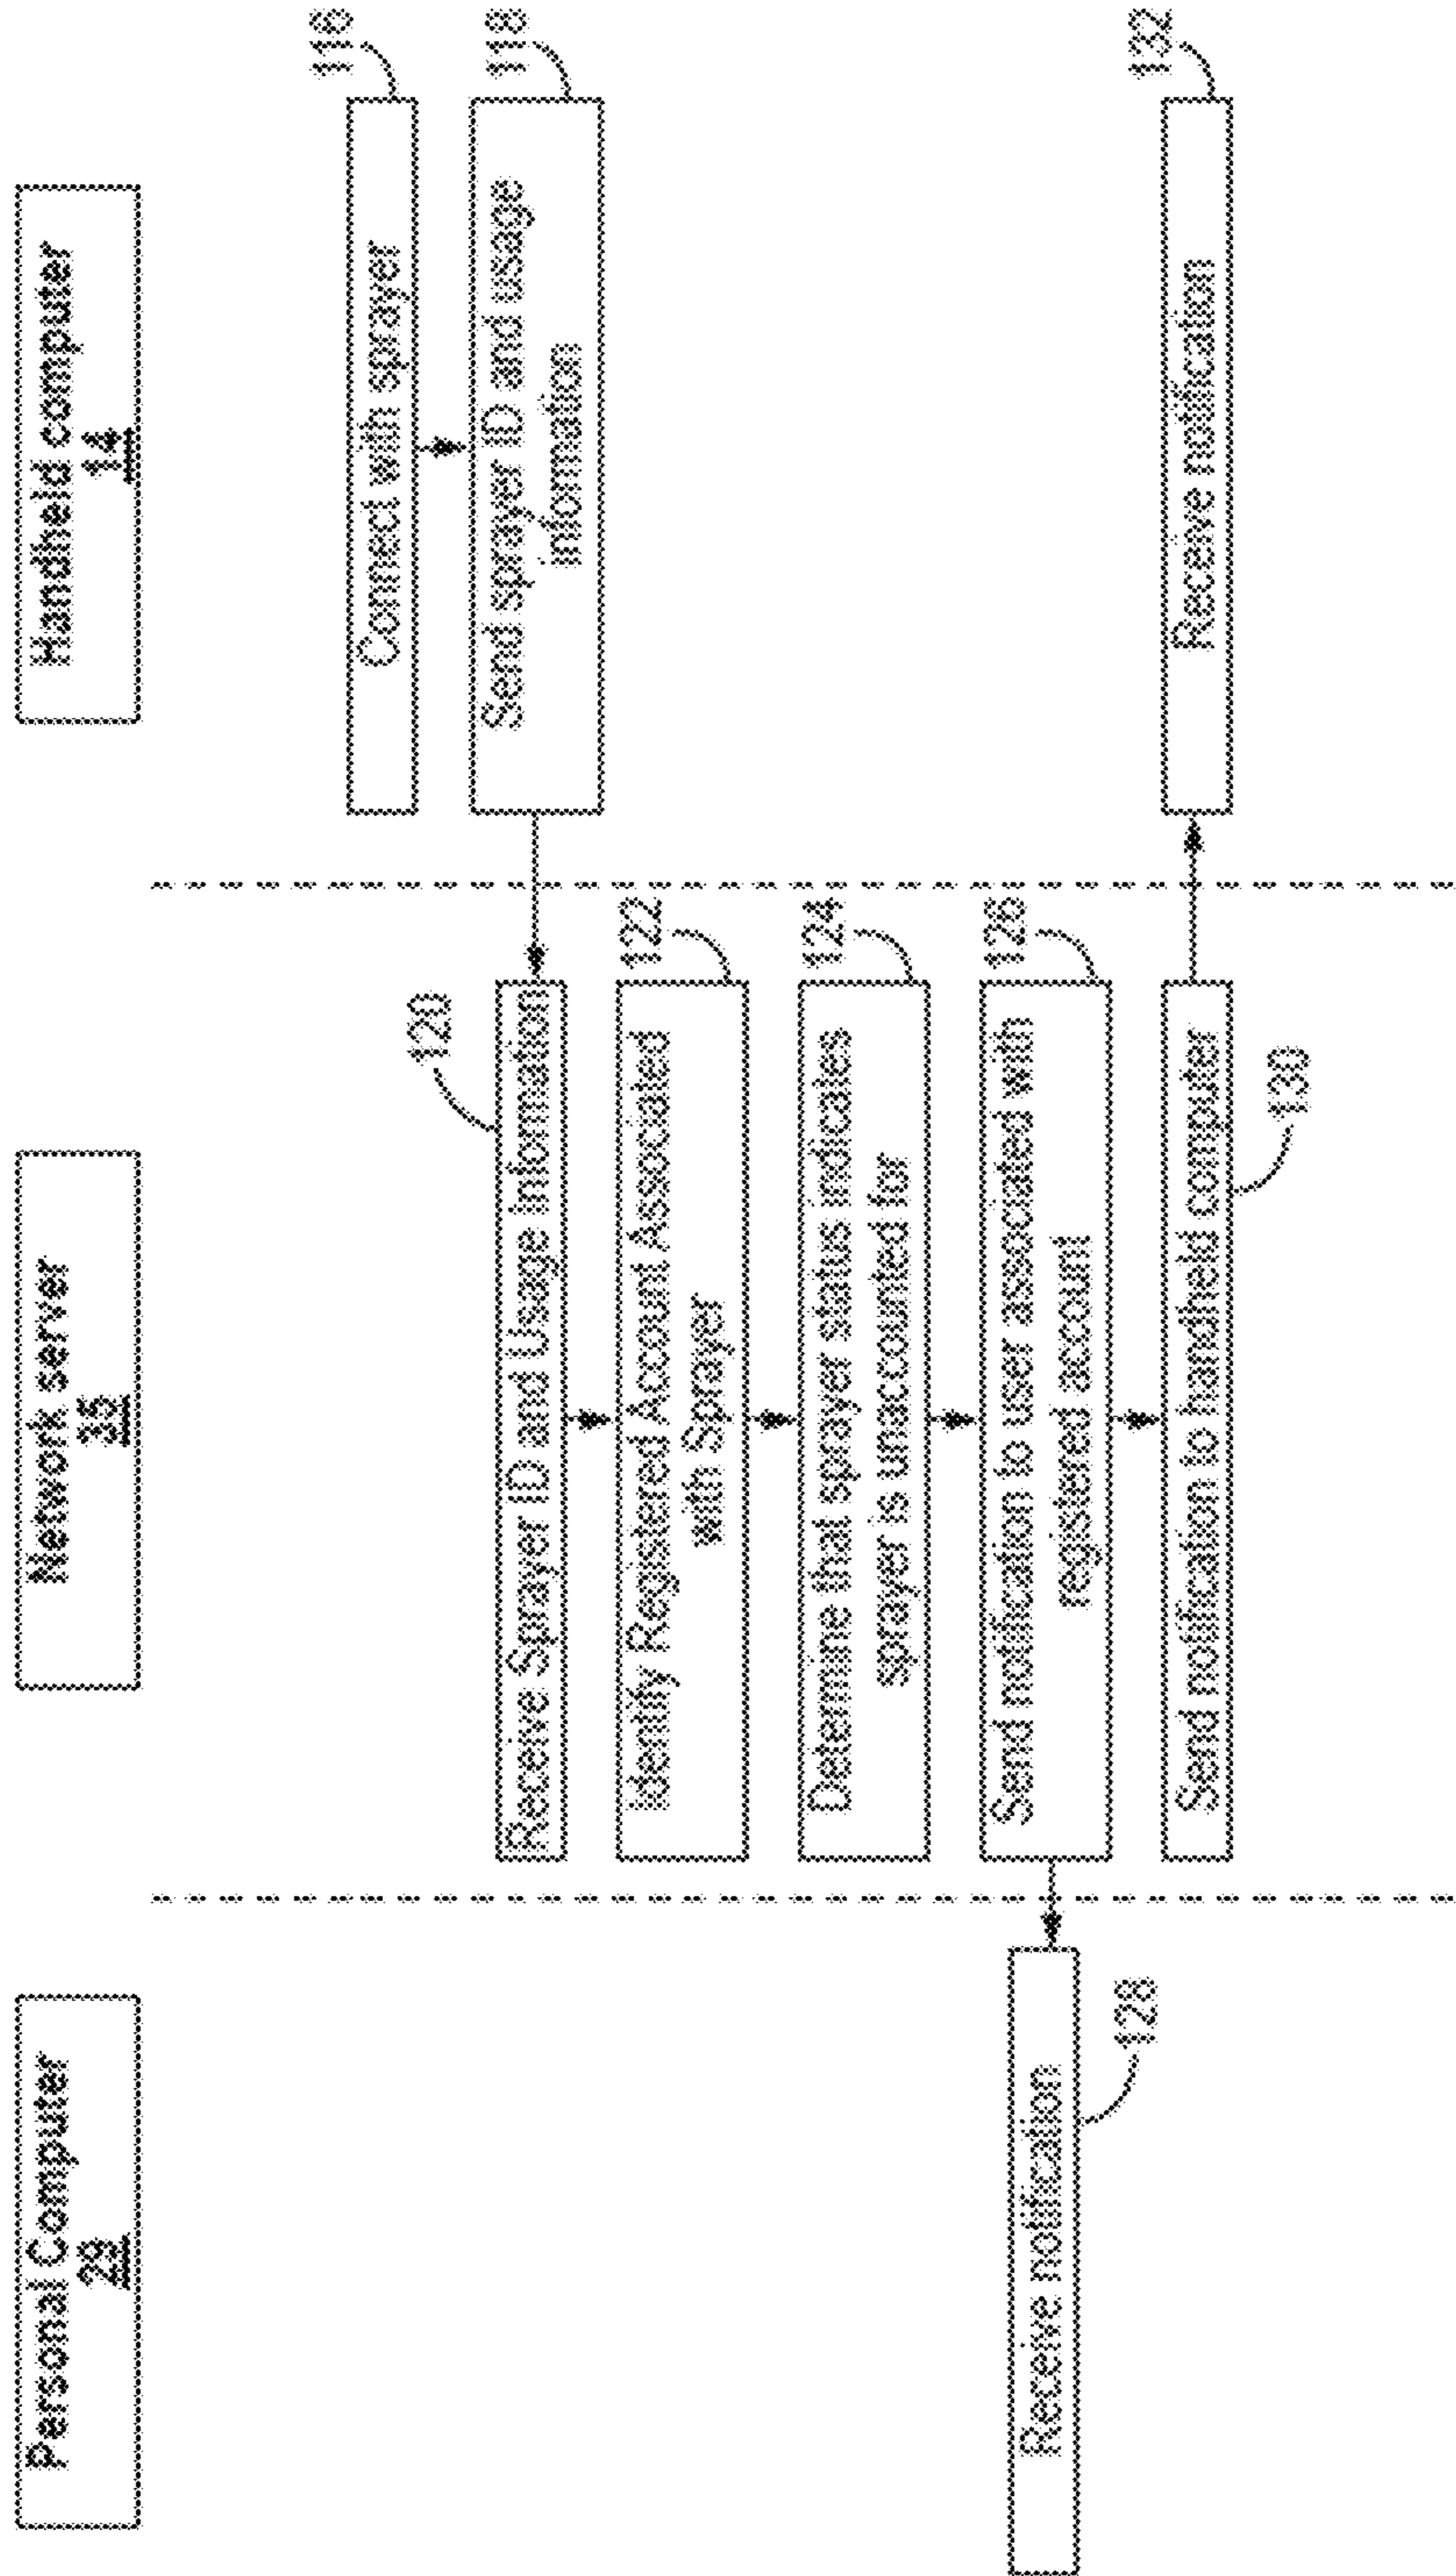 Personal Computer
29
Network server
35
Handheld computer
14
116
Connect with sprayer
118
Send sprayer ID and usage
information
120
Receive Sprayer ID and Usage Information
122
Identify Registered Account Associated
with Sprayer
124
Determine that sprayer status indicates
sprayer is unaccounted for
126
Send notification to user associated with
registered account
Receive notification
128
Send notification to handheld computer
130
Receive notification
132